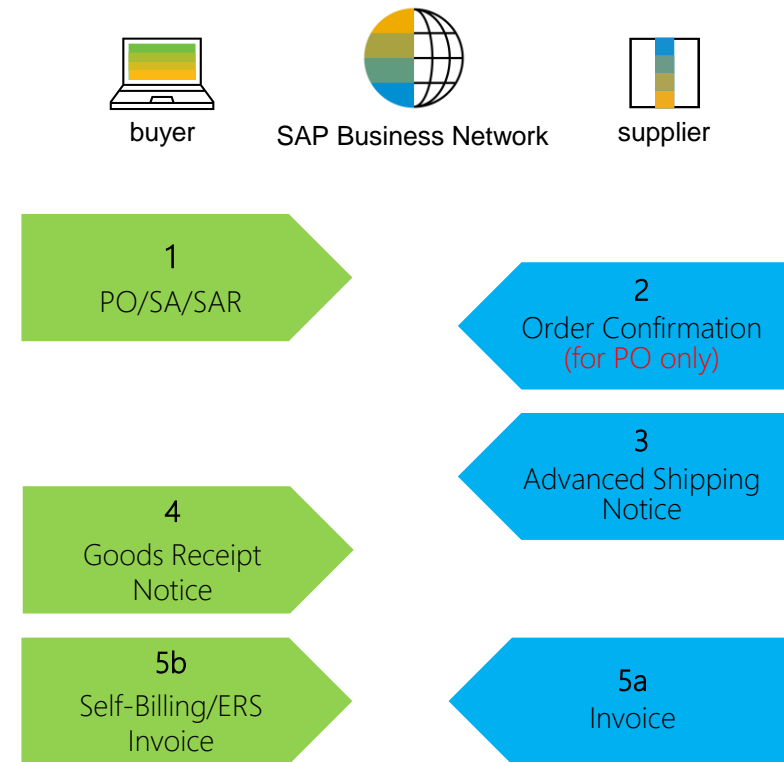 buyer
SAP Business Network
supplier
1
PO/SA/SAR
2
Order Confirmation
(for PO only)
3
Advanced Shipping
Notice
4
Goods Receipt
Notice
5b
Self-Billing/ERS
Invoice
5a
Invoice